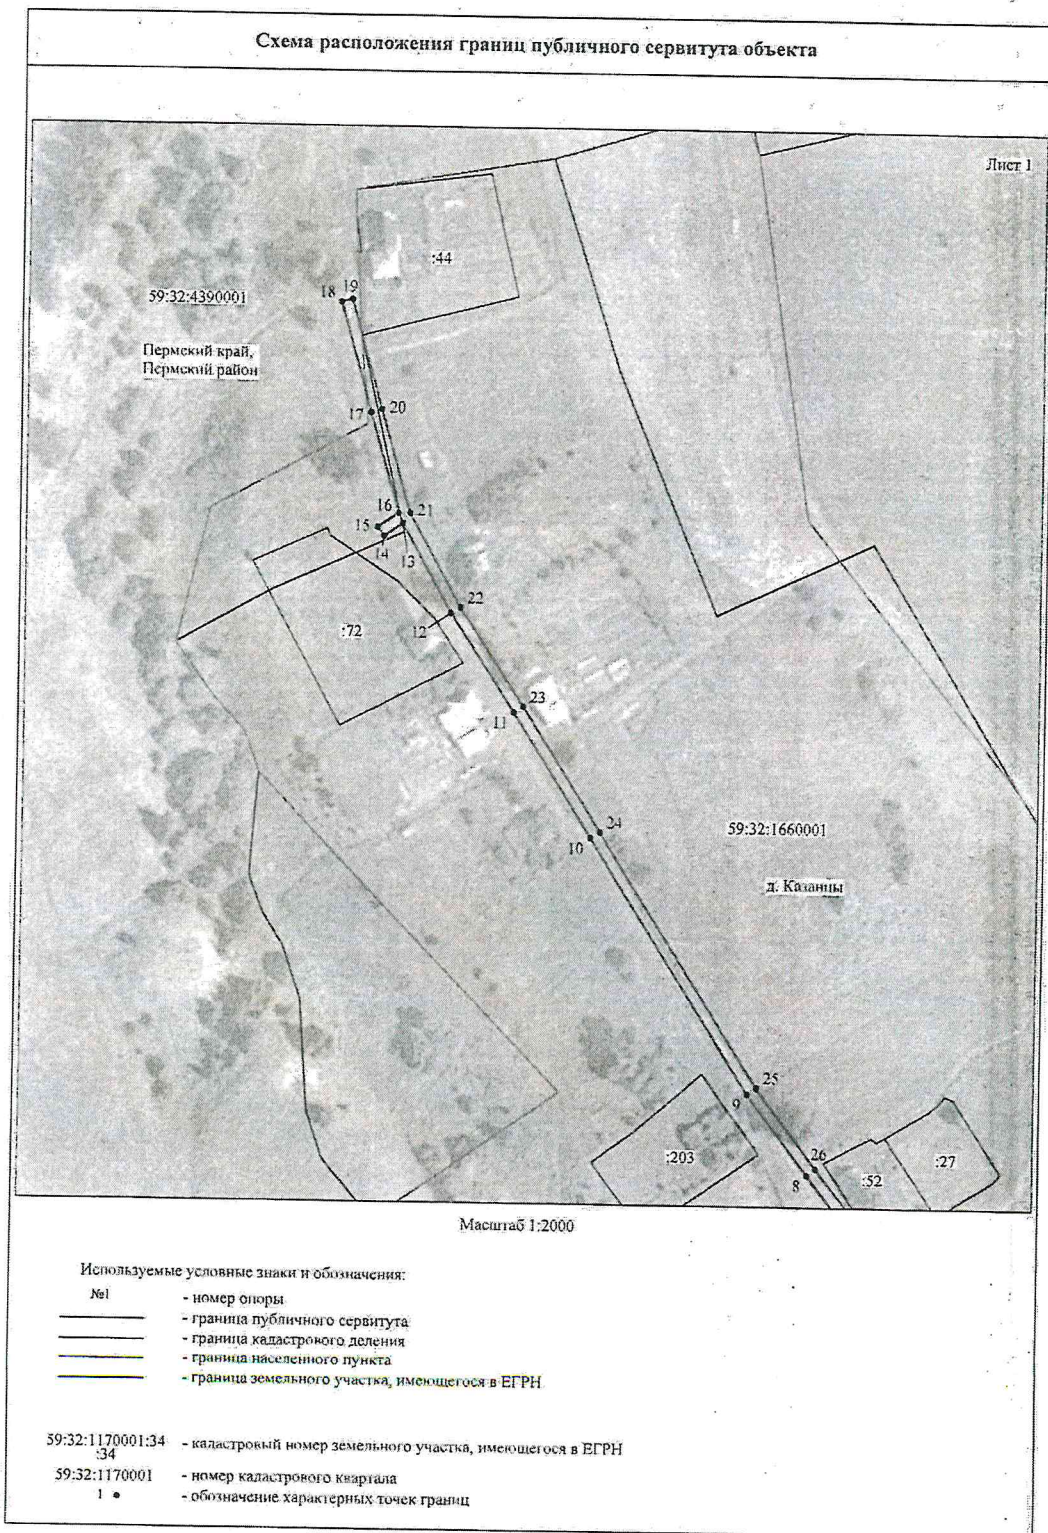 Схема расположения границ публичного сервитута объекта
Лист 1
:44
18 19
59:32:4390001
Пермский край,
Пермский район
17
20
16
21
15
14
13
22
12
:72
23
11
24
10
59:32:1660001
д. Казанцы
25
9
26
:203
:27
:52
8
Масштаб 1:2000
Используемые условные знаки и обозначения:
№1 - номер опоры
- граница публичного сервитута
- граница кадастрового деления
- граница населенного пункта
- граница земельного участка, имеющегося в ЕГРН
59:32:1170001:34 - кадастровый номер земельного участка, имеющегося в ЕГРН
:34
59:32:1170001 - номер кадастрового квартала
1 ● - обозначение характерных точек границ